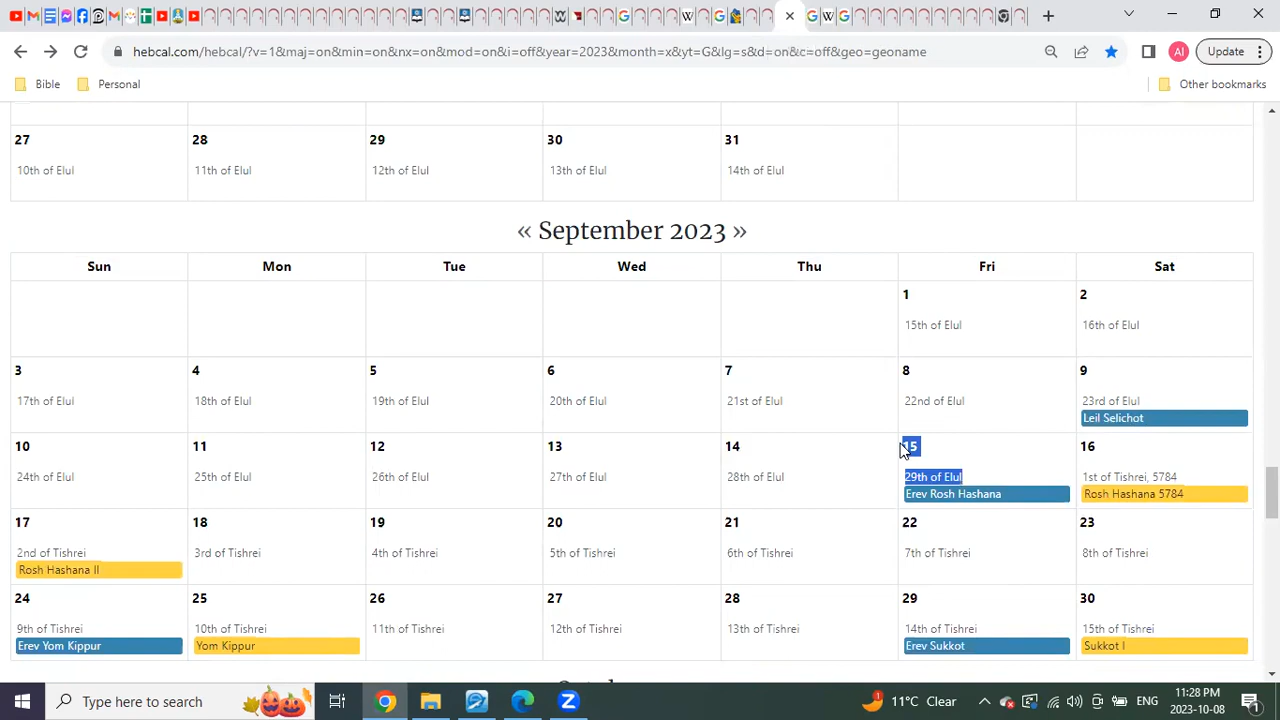 hebcal.com/hebcal/?v=1&maj=on&min=on&nx=on&mod=on&i=off&year=2023&month=x&yt=G&lg=s&d=on&c=off&geo=geoname
Update
Bible
Personal
Other bookmarks
27 28 29 30 31
10th of Elul 11th of Elul 12th of Elul 13th of Elul 14th of Elul
« September 2023 »
Sun Mon Tue Wed Thu Fri Sat
1 2
15th of Elul 16th of Elul
3 4 5 6 7 8 9
17th of Elul 18th of Elul 19th of Elul 20th of Elul 21st of Elul 22nd of Elul 23rd of Elul
Leil Selichot
10 11 12 13 14 15 16
24th of Elul 25th of Elul 26th of Elul 27th of Elul 28th of Elul 29th of Elul 1st of Tishrei, 5784
Erev Rosh Hashana Rosh Hashana 5784
17 18 19 20 21 22 23
2nd of Tishrei 3rd of Tishrei 4th of Tishrei 5th of Tishrei 6th of Tishrei 7th of Tishrei 8th of Tishrei
Rosh Hashana II
24 25 26 27 28 29 30
9th of Tishrei 10th of Tishrei 11th of Tishrei 12th of Tishrei 13th of Tishrei 14th of Tishrei 15th of Tishrei
Erev Yom Kippur Yom Kippur Erev Sukkot Sukkot I
Type here to search
1
11°C Clear
ENG
11:28 PM
2023-10-08
1